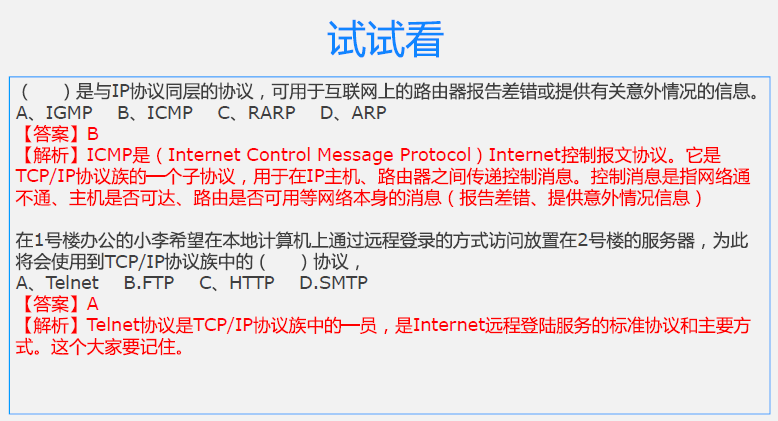 试试看
（　　）是与IP协议同层的协议，可用于互联网上的路由器报告差错或提供有关意外情况的信息。
A、IGMP　B、ICMP　C、RARP　D、ARP
【答案】B
【解析】ICMP是（Internet Control Message Protocol）Internet控制报文协议。它是
TCP/IP协议族的一个子协议，用于在IP主机、路由器之间传递控制消息。控制消息是指网络通
不通、主机是否可达、路由是否可用等网络本身的消息（报告差错、提供意外情况信息）
在1号楼办公的小李希望在本地计算机上通过远程登录的方式访问放置在2号楼的服务器，为此
将会使用到TCP/IP协议族中的（　　）协议，
A、Telnet　B.FTP　C、HTTP　D.SMTP
【答案】A
【解析】Telnet协议是TCP/IP协议族中的一员，是Internet远程登陆服务的标准协议和主要方
式。这个大家要记住。